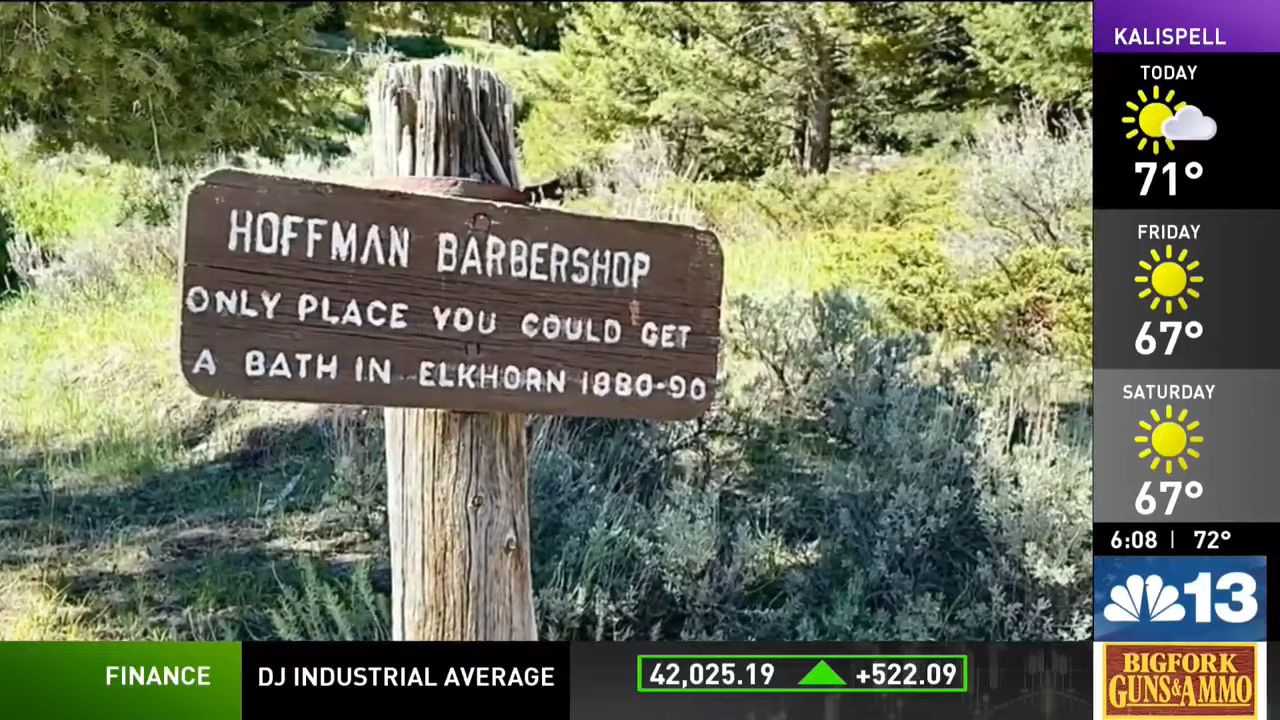 HOFFMAN BARBERSHOP
ONLY PLACE YOU COULD GET
A BATH IN ELKHORN 1880-90
KALISPELL
TODAY
71°
FRIDAY
67°
SATURDAY
67°
6:08 | 72°
13
BIGFORK
GUNS & AMMO
FINANCE
DJ INDUSTRIAL AVERAGE
42,025.19
+522.09